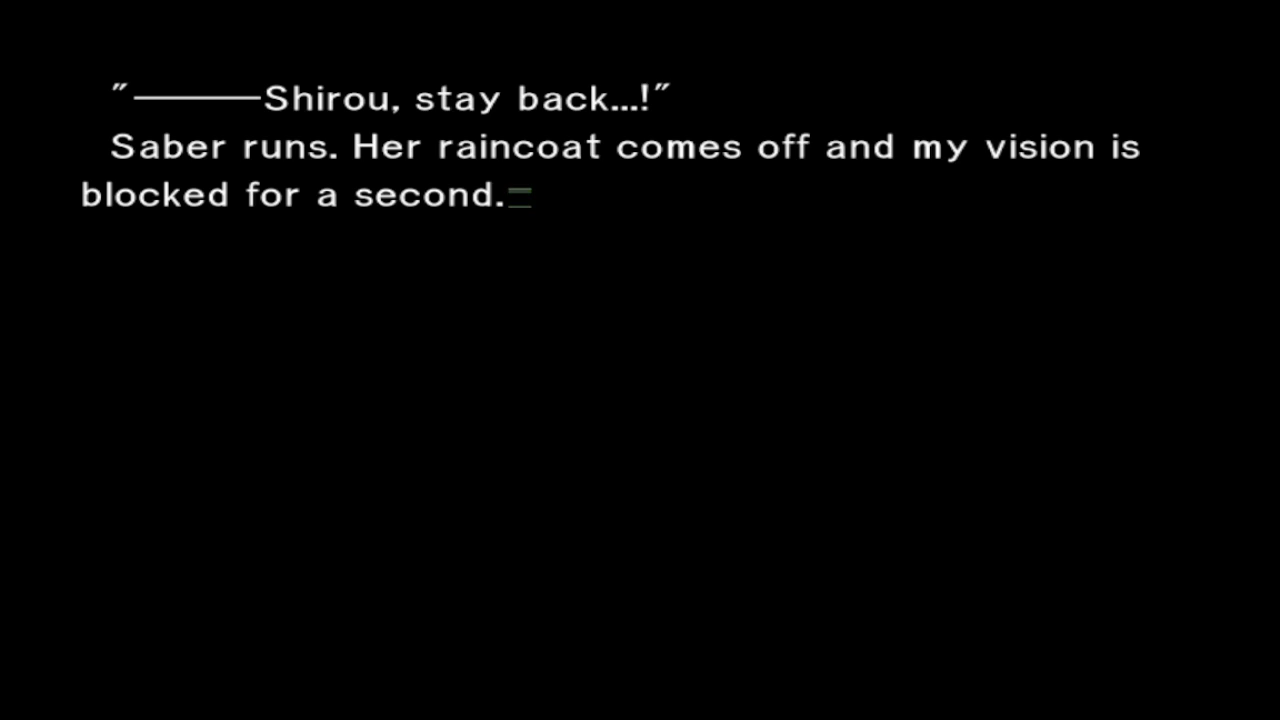 "―――――Shirou, stay back...!"
Saber runs. Her raincoat comes off and my vision is
blocked for a second.